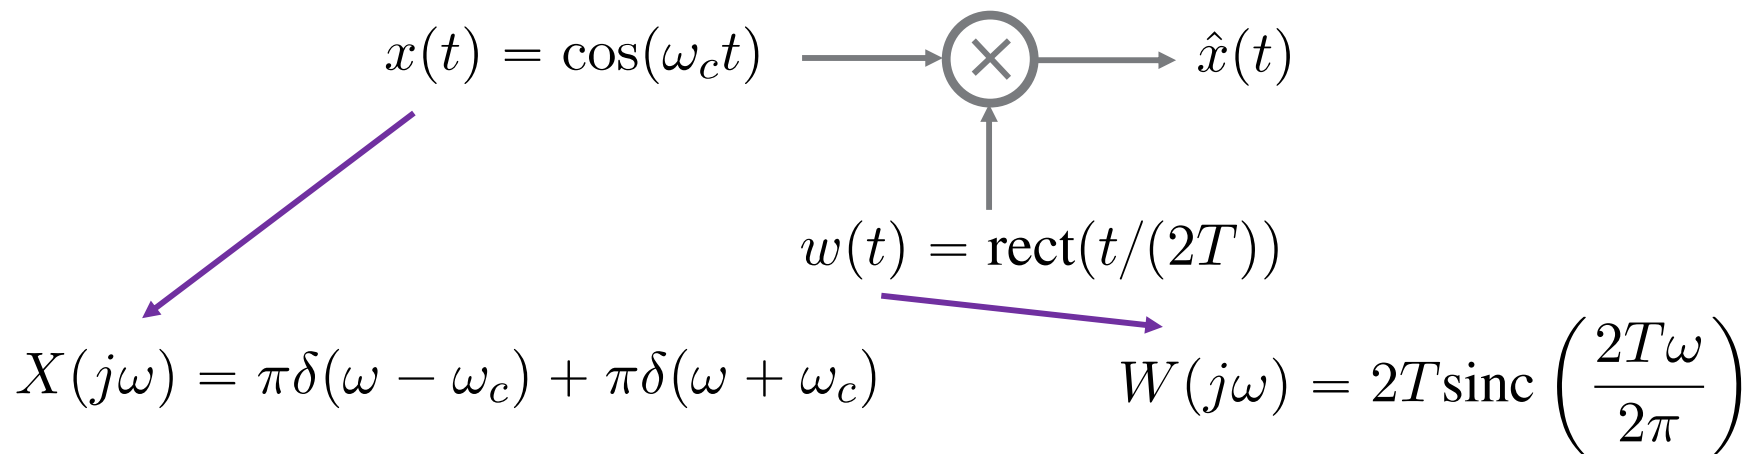 x(t) = cos(ω_c t) × x̂(t)
w(t) = rect(t/(2T))
X(jω) = πδ(ω − ω_c) + πδ(ω + ω_c)
W(jω) = 2T sinc(2Tω/2π)